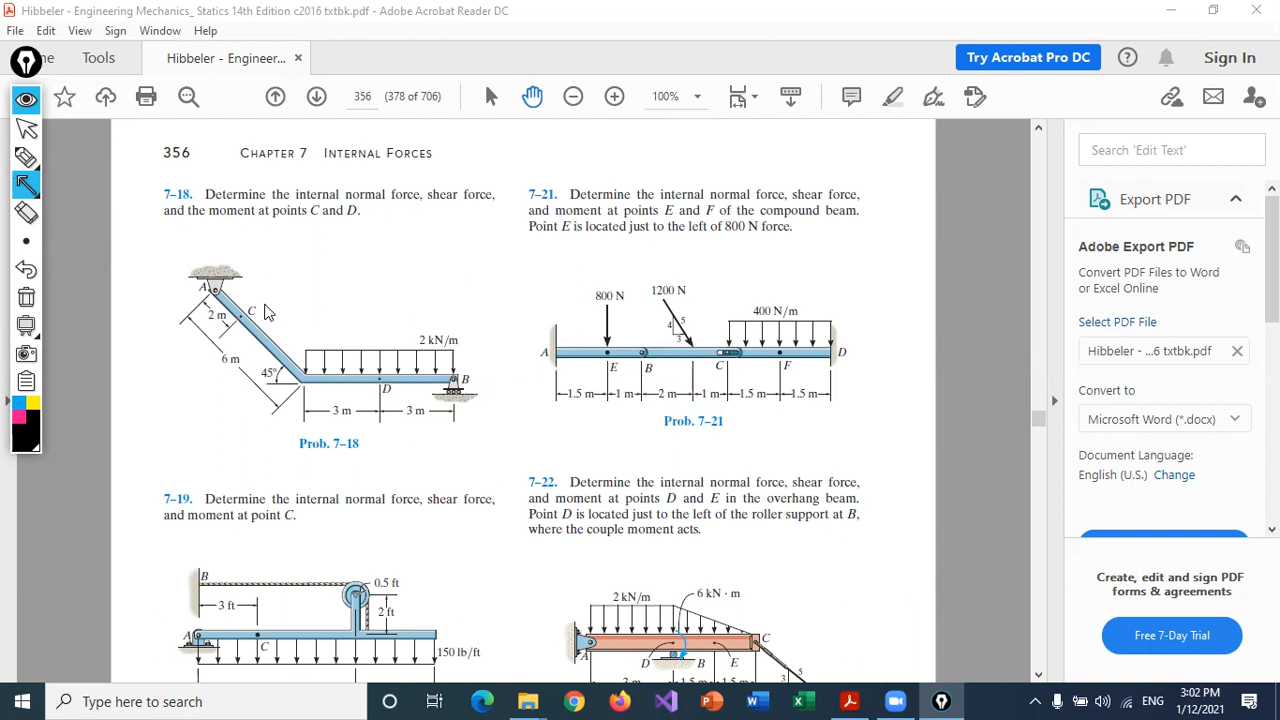 Hibbeler - Engineering Mechanics_ Statics 14th Edition c2016 txtbk.pdf - Adobe Acrobat Reader DC
File Edit View Sign Window Help
me Tools Hibbeler - Engineer... × Try Acrobat Pro DC Sign In
356 (378 of 706) 100%
356 CHAPTER 7 INTERNAL FORCES
7–18. Determine the internal normal force, shear force,
and the moment at points C and D.
A
C
2 m
6 m
45°
2 kN/m
B
D
3 m 3 m
Prob. 7–18
7–19. Determine the internal normal force, shear force,
and moment at point C.
B
0.5 ft
3 ft
2 ft
A
C
150 lb/ft
7–21. Determine the internal normal force, shear force,
and moment at points E and F of the compound beam.
Point E is located just to the left of 800 N force.
800 N
1200 N
4 5
3
400 N/m
A D
E B C F
1.5 m 1 m 2 m 1 m 1.5 m 1.5 m
Prob. 7–21
7–22. Determine the internal normal force, shear force,
and moment at points D and E in the overhang beam.
Point D is located just to the left of the roller support at B,
where the couple moment acts.
2 kN/m
6 kN · m
C
A
D B E
5
3
3 m 1.5 m 1.5 m
Search 'Edit Text'
Export PDF
Adobe Export PDF
Convert PDF Files to Word
or Excel Online
Select PDF File
Hibbeler - ...6 txtbk.pdf ×
Convert to
Microsoft Word (*.docx)
Document Language:
English (U.S.) Change
Create, edit and sign PDF
forms & agreements
Free 7-Day Trial
Type here to search
ENG
3:02 PM
1/12/2021